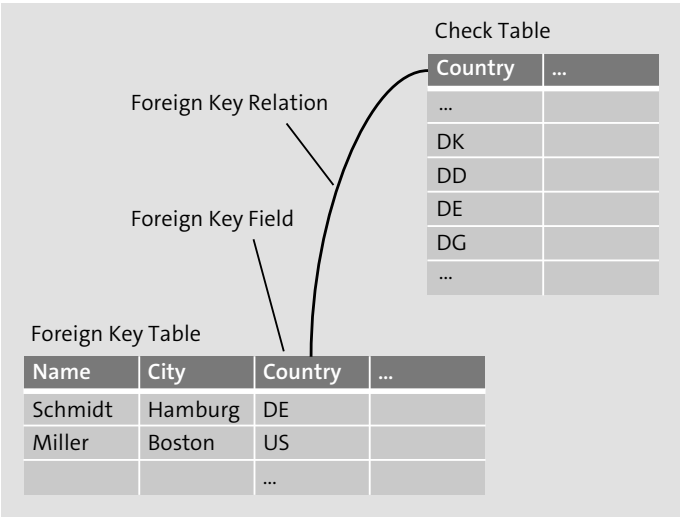 Check Table
Country ...
...
DK
DD
DE
DG
...
Foreign Key Relation
Foreign Key Field
Foreign Key Table
Name City Country ...
Schmidt Hamburg DE
Miller Boston US
...